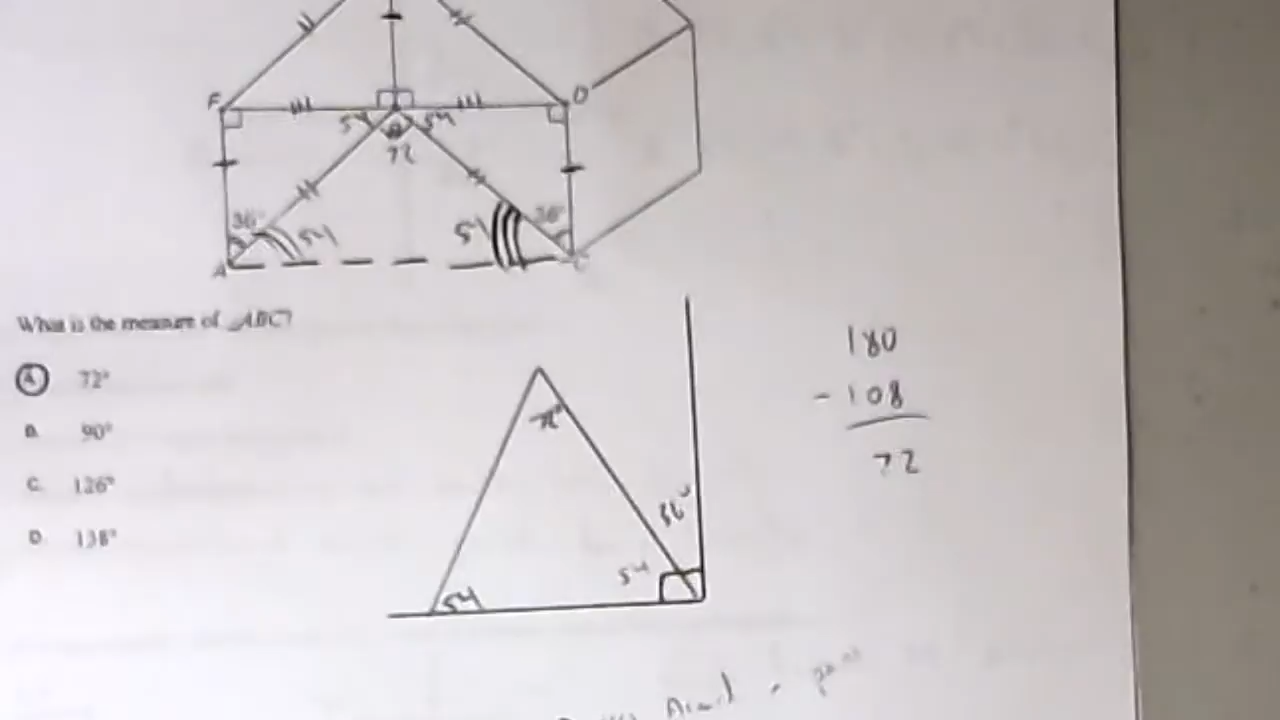 F
D
54
54
72
36°
54
54
36°
A
C
What is the measure of ∠ABC?
A. 72°
B. 90°
C. 126°
D. 138°
180
- 108
72
36°
54
54